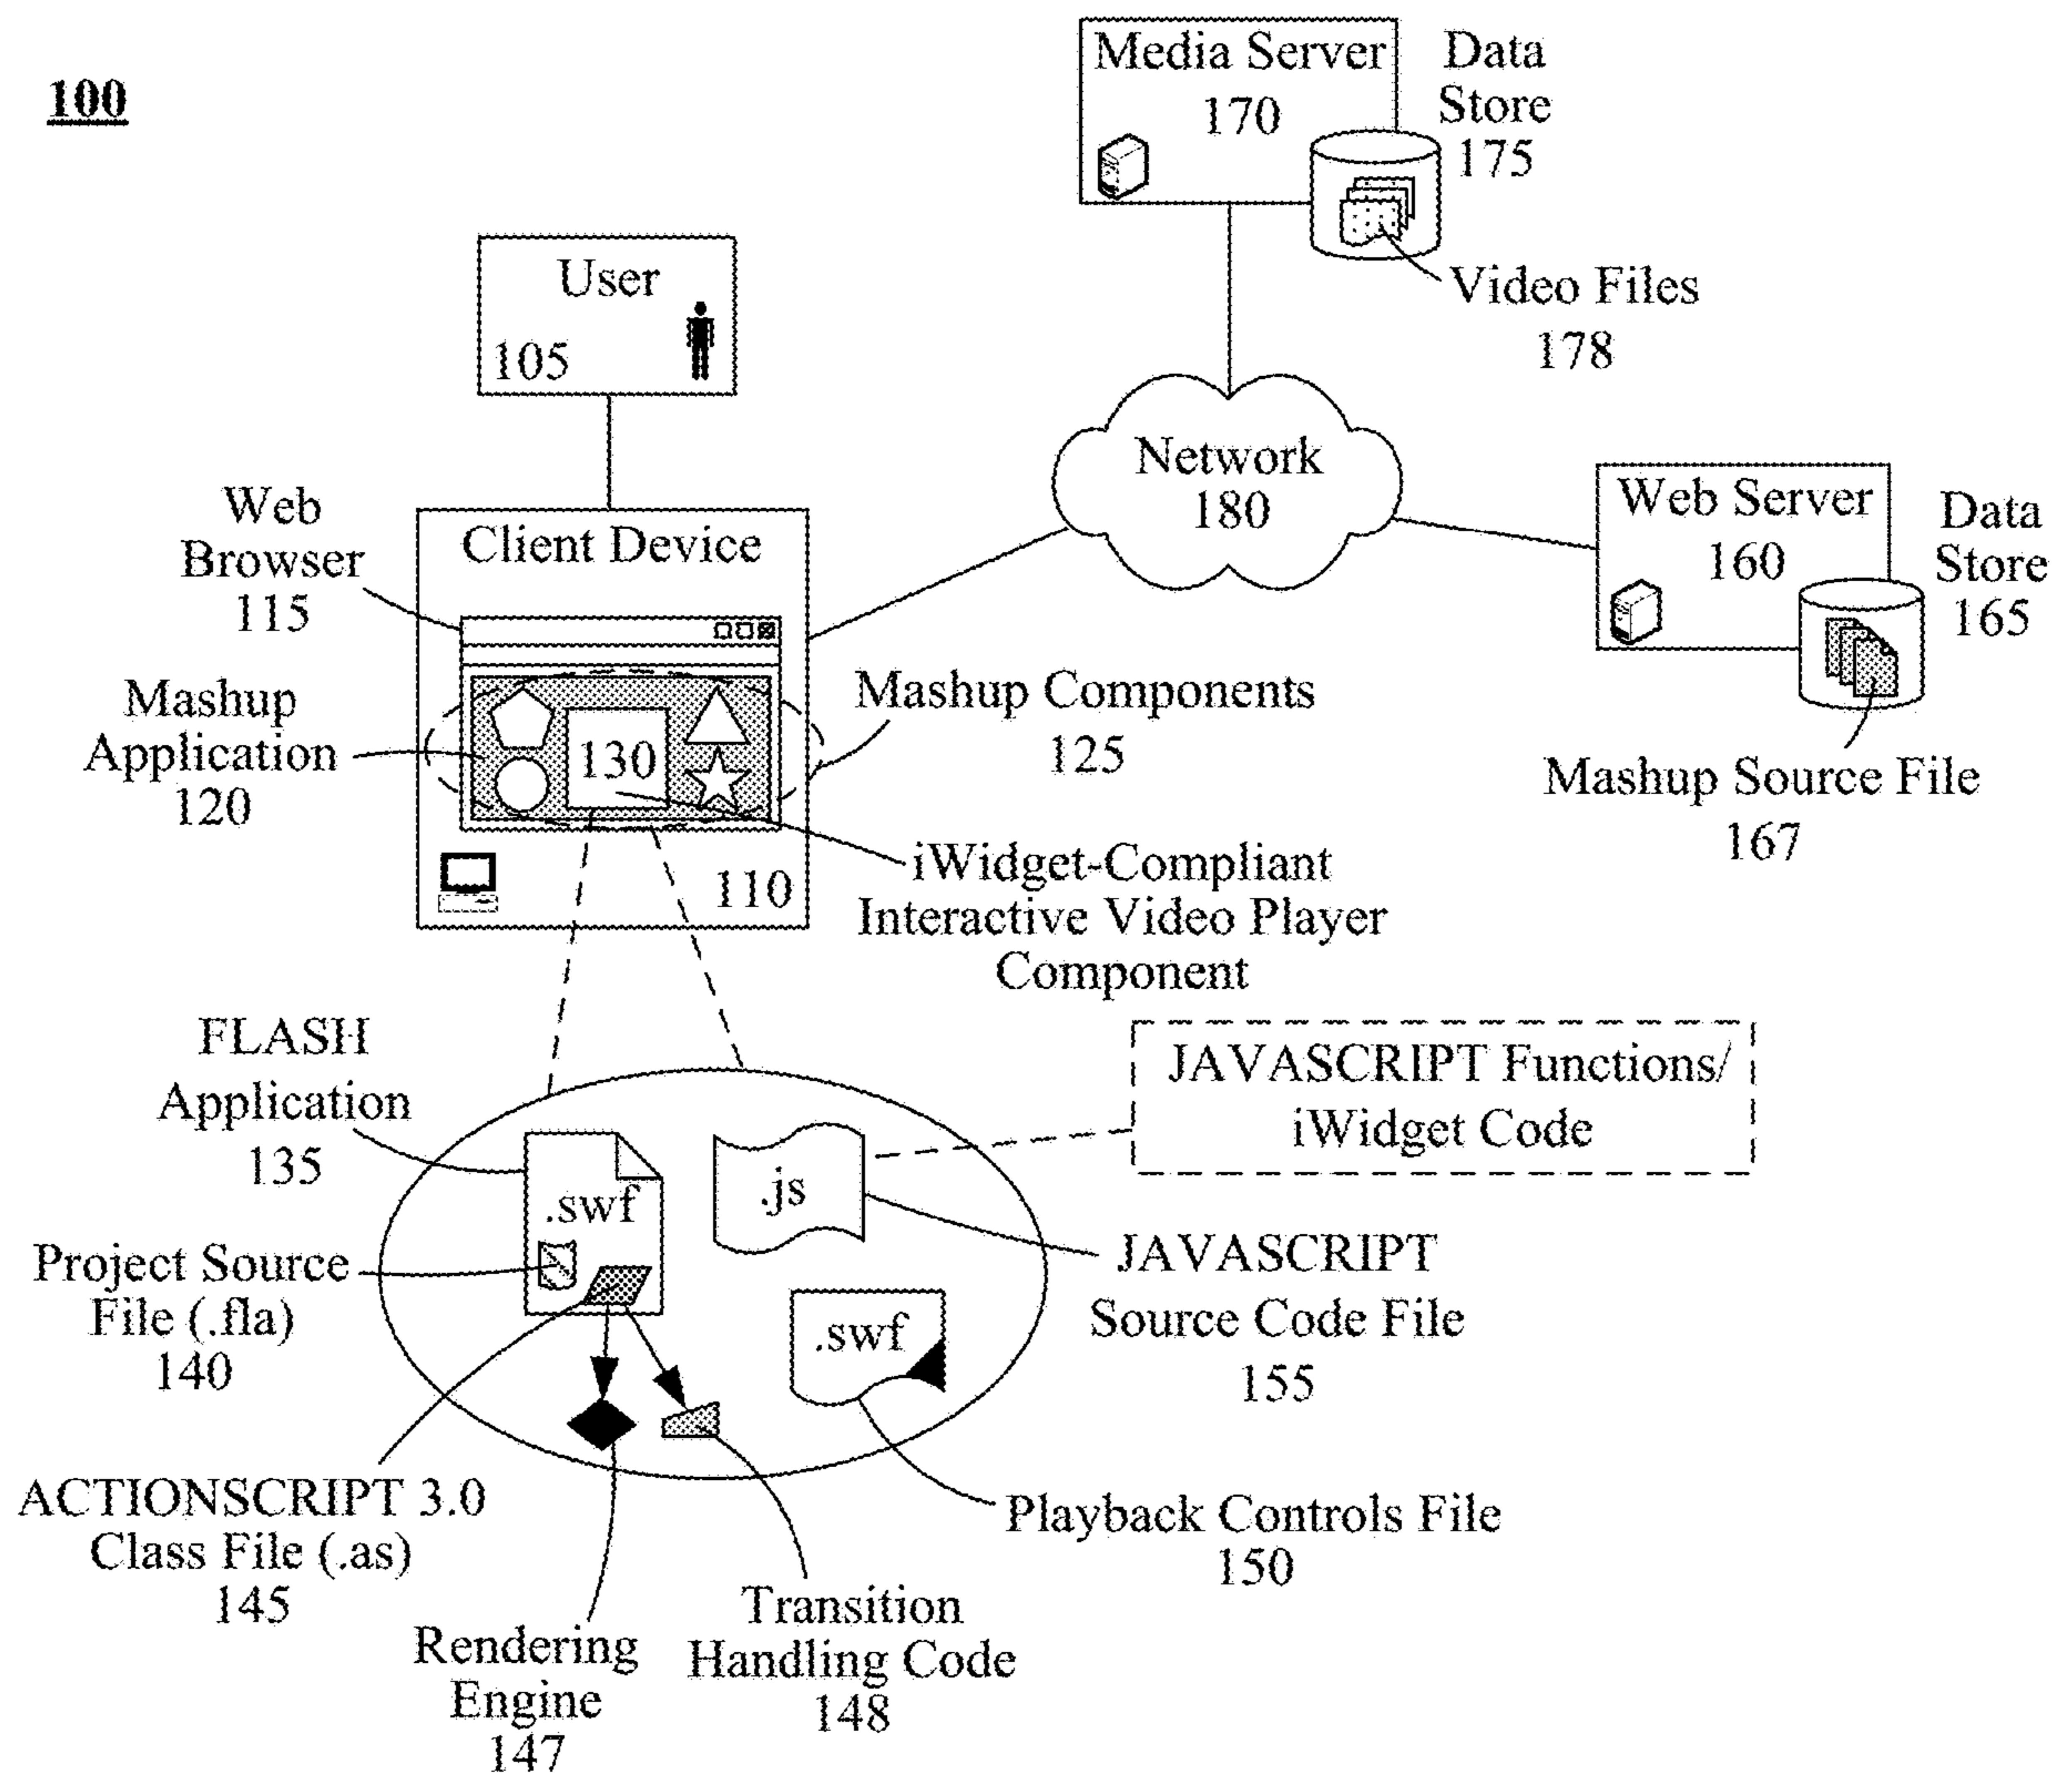 100
Media Server
170
Data
Store
175
Video Files
178
User
105
Network
180
Web Server
160
Data
Store
165
Mashup Source File
167
Web
Browser
115
Client Device
Mashup
Application
120
130
Mashup Components
125
110
iWidget-Compliant
Interactive Video Player
Component
FLASH
Application
135
JAVASCRIPT Functions/
iWidget Code
.swf
.js
Project Source
File (.fla)
140
JAVASCRIPT
Source Code File
155
.swf
ACTIONSCRIPT 3.0
Class File (.as)
145
Playback Controls File
150
Rendering
Engine
147
Transition
Handling Code
148